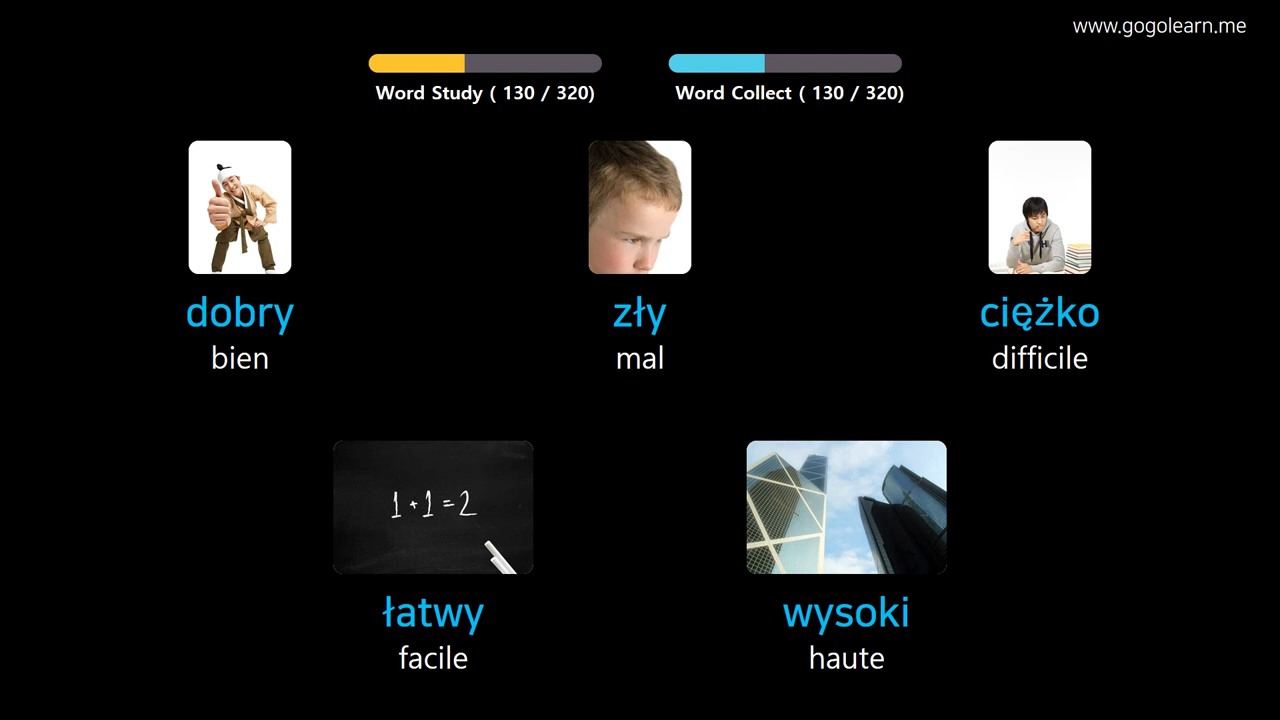 www.gogolearn.me
Word Study ( 130 / 320)
Word Collect ( 130 / 320)
dobry
bien
zły
mal
ciężko
difficile
1+1=2
łatwy
facile
wysoki
haute